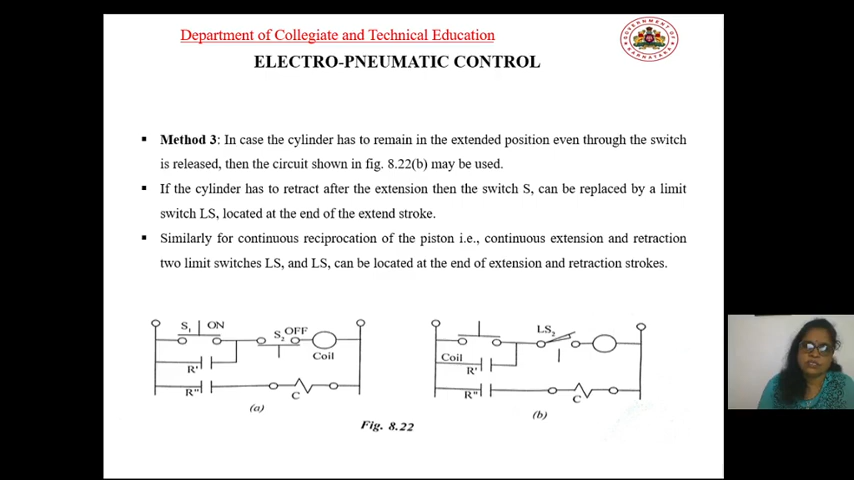 Department of Collegiate and Technical Education
ELECTRO-PNEUMATIC CONTROL
▪ Method 3: In case the cylinder has to remain in the extended position even through the switch
is released, then the circuit shown in fig. 8.22(b) may be used.
▪ If the cylinder has to retract after the extension then the switch S, can be replaced by a limit
switch LS, located at the end of the extend stroke.
▪ Similarly for continuous reciprocation of the piston i.e., continuous extension and retraction
two limit switches LS, and LS, can be located at the end of extension and retraction strokes.
S₁ ON
S₂ OFF
Coil
R'
R"
C
(a)
LS₂
Coil
R'
R"
C
(b)
Fig. 8.22